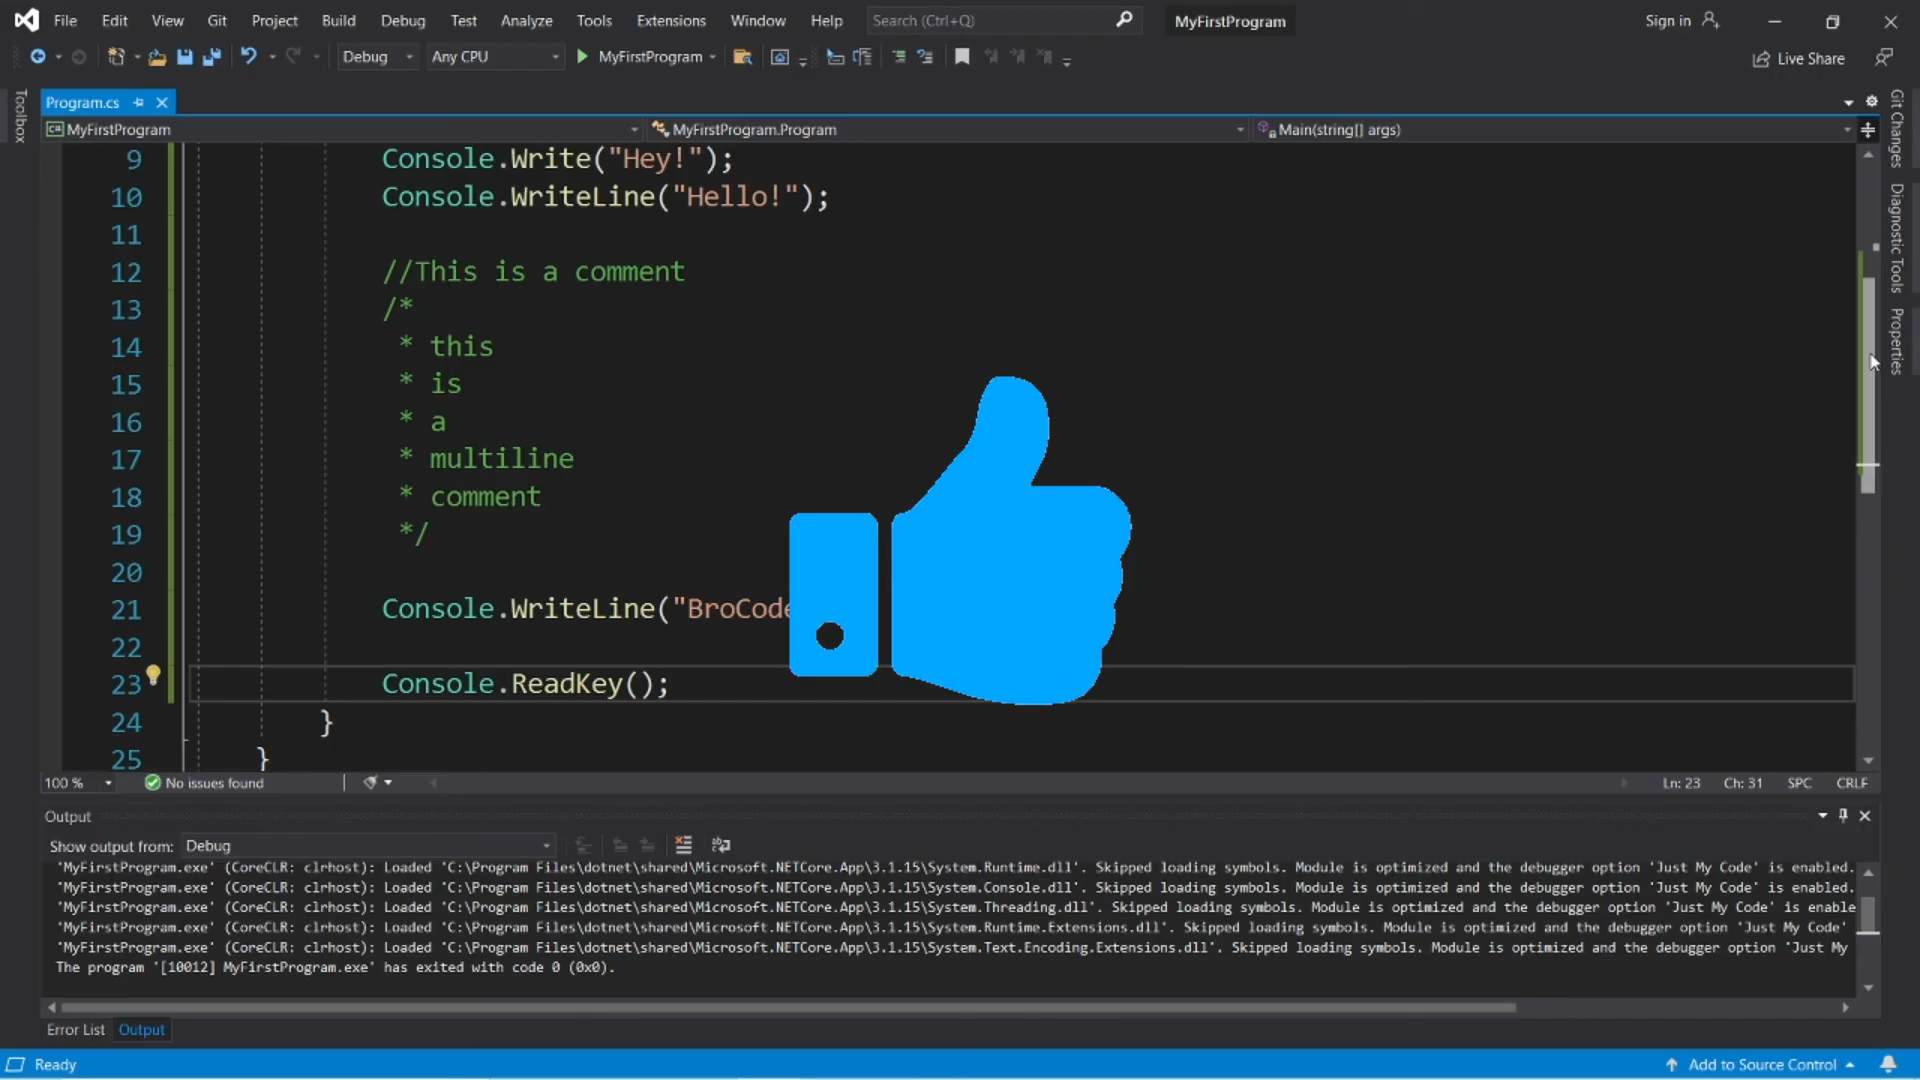 File Edit View Git Project Build Debug Test Analyze Tools Extensions Window Help Search (Ctrl+Q) MyFirstProgram Sign in
Debug Any CPU MyFirstProgram Live Share
Toolbox
Program.cs
MyFirstProgram MyFirstProgram.Program Main(string[] args)
Git Changes
Diagnostic Tools
Properties
9 Console.Write("Hey!");
10 Console.WriteLine("Hello!");
11
12 //This is a comment
13 /*
14 * this
15 * is
16 * a
17 * multiline
18 * comment
19 */
20
21 Console.WriteLine("BroCode
22
23 Console.ReadKey();
24 }
25 }
100 % No issues found Ln: 23 Ch: 31 SPC CRLF
Output
Show output from: Debug
'MyFirstProgram.exe' (CoreCLR: clrhost): Loaded 'C:\Program Files\dotnet\shared\Microsoft.NETCore.App\3.1.15\System.Runtime.dll'. Skipped loading symbols. Module is optimized and the debugger option 'Just My Code' is enabled.
'MyFirstProgram.exe' (CoreCLR: clrhost): Loaded 'C:\Program Files\dotnet\shared\Microsoft.NETCore.App\3.1.15\System.Console.dll'. Skipped loading symbols. Module is optimized and the debugger option 'Just My Code' is enabled.
'MyFirstProgram.exe' (CoreCLR: clrhost): Loaded 'C:\Program Files\dotnet\shared\Microsoft.NETCore.App\3.1.15\System.Threading.dll'. Skipped loading symbols. Module is optimized and the debugger option 'Just My Code' is enable
'MyFirstProgram.exe' (CoreCLR: clrhost): Loaded 'C:\Program Files\dotnet\shared\Microsoft.NETCore.App\3.1.15\System.Runtime.Extensions.dll'. Skipped loading symbols. Module is optimized and the debugger option 'Just My Code'
'MyFirstProgram.exe' (CoreCLR: clrhost): Loaded 'C:\Program Files\dotnet\shared\Microsoft.NETCore.App\3.1.15\System.Text.Encoding.Extensions.dll'. Skipped loading symbols. Module is optimized and the debugger option 'Just My
The program '[10012] MyFirstProgram.exe' has exited with code 0 (0x0).
Error List Output
Ready Add to Source Control